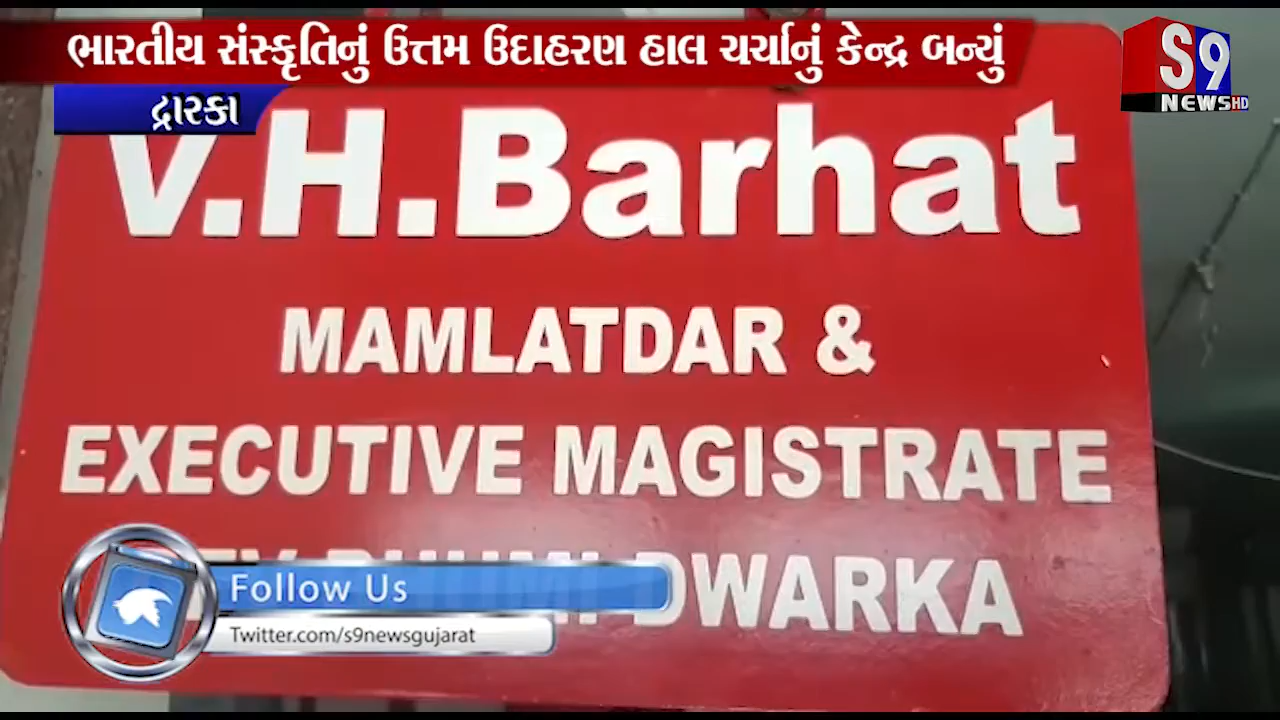 ભારતીય સંસ્કૃતિનું ઉત્તમ ઉદાહરણ હાલ ચર્ચાનું કેન્દ્ર બન્યું
S9
NEWS HD
દ્વારકા
V.H.Barhat
MAMLATDAR &
EXECUTIVE MAGISTRATE
DWARKA
Follow Us
Twitter.com/s9newsgujarat